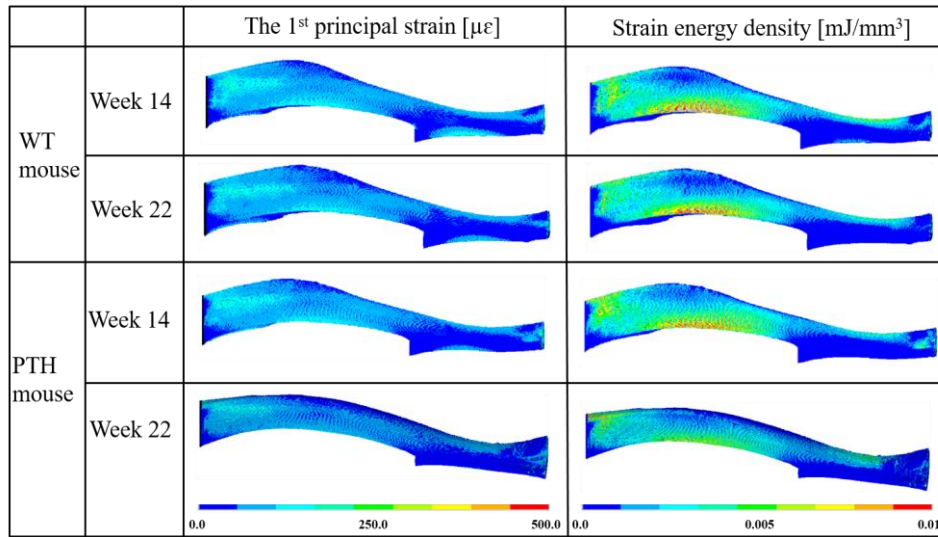 The 1st principal strain [µε]
Strain energy density [mJ/mm³]
WT
mouse
Week 14
Week 22
PTH
mouse
Week 14
Week 22
0.0 250.0 500.0
0.0 0.005 0.01